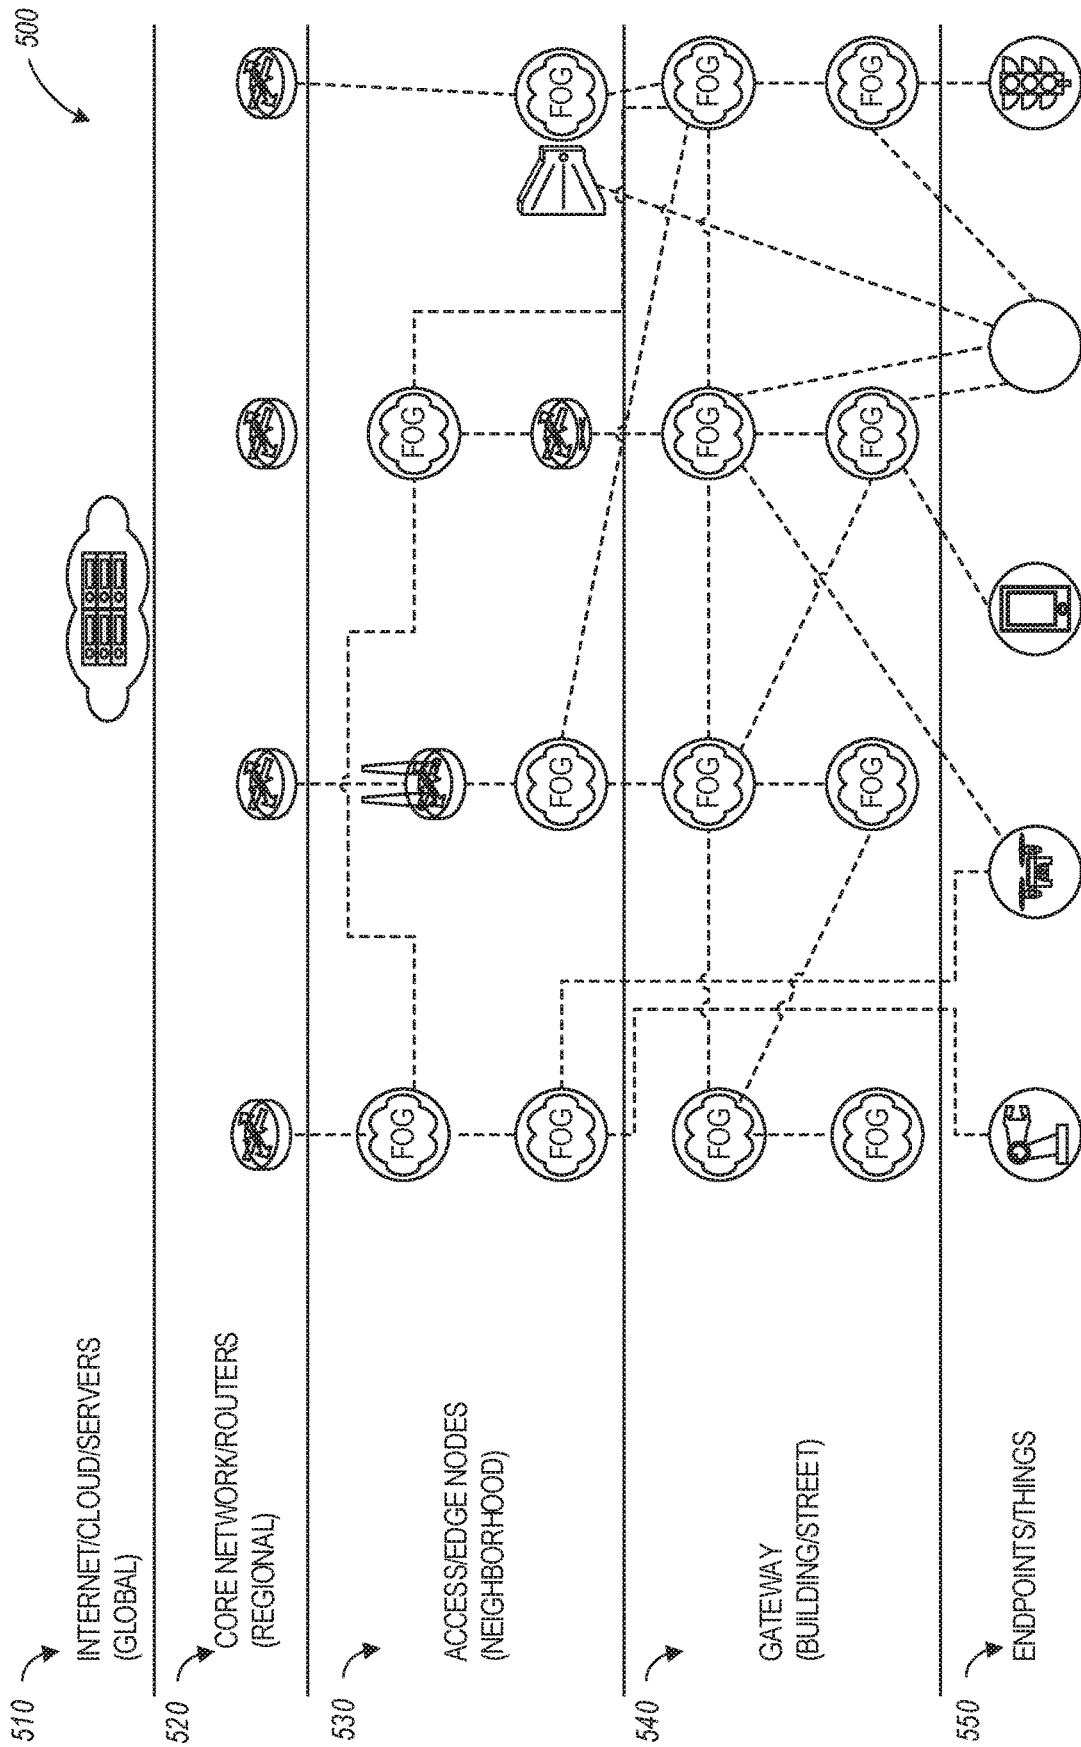 500
510
INTERNET/CLOUD/SERVERS
(GLOBAL)
520
CORE NETWORK/ROUTERS
(REGIONAL)
530
ACCESS/EDGE NODES
(NEIGHBORHOOD)
FOG
FOG
FOG
FOG
FOG
540
GATEWAY
(BUILDING/STREET)
FOG
FOG
FOG
FOG
FOG
FOG
FOG
FOG
550
ENDPOINTS/THINGS